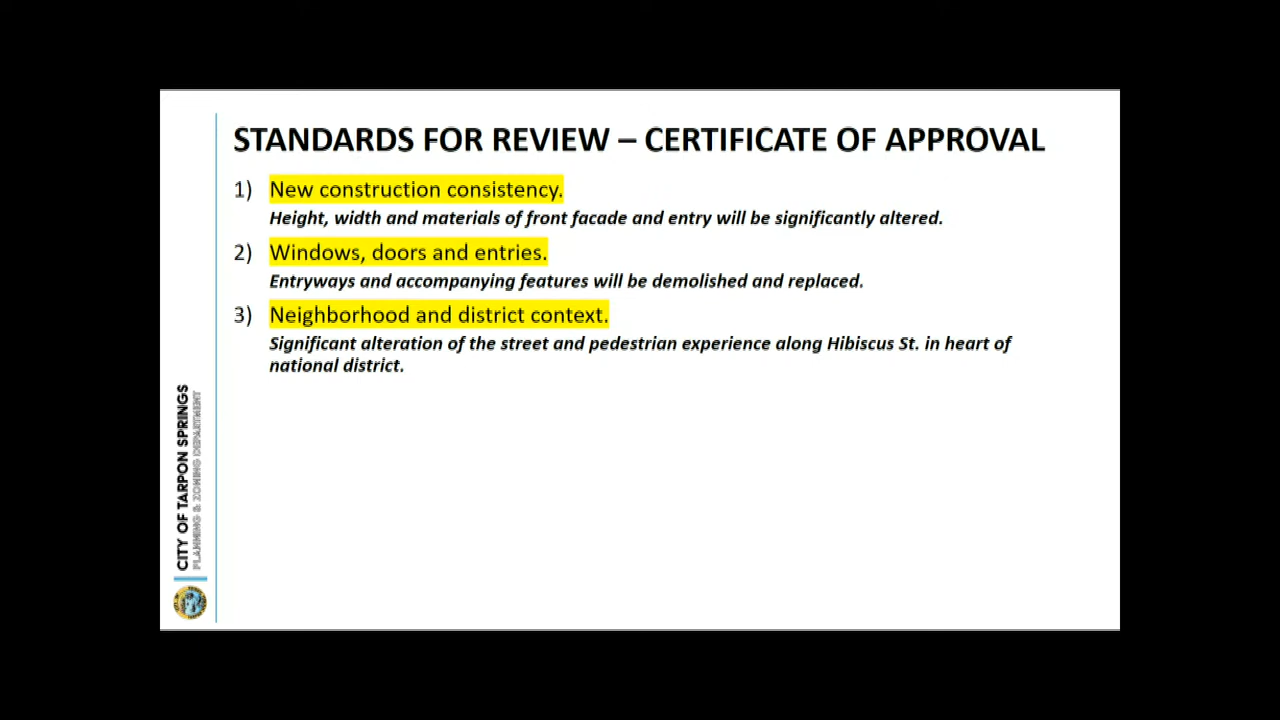 STANDARDS FOR REVIEW – CERTIFICATE OF APPROVAL
1) New construction consistency.
Height, width and materials of front facade and entry will be significantly altered.
2) Windows, doors and entries.
Entryways and accompanying features will be demolished and replaced.
3) Neighborhood and district context.
Significant alteration of the street and pedestrian experience along Hibiscus St. in heart of
national district.
CITY OF TARPON SPRINGS
PLANNING & ZONING DEPARTMENT